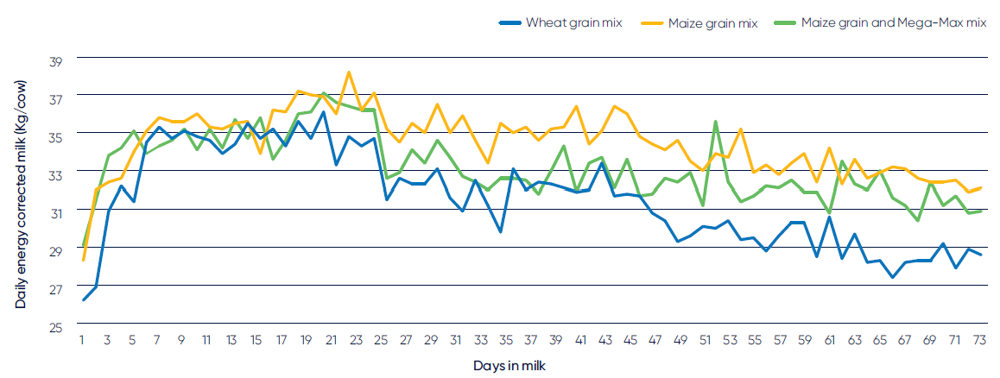 Wheat grain mix Maize grain mix Maize grain and Mega-Max mix
Daily energy corrected milk (Kg/cow)
39
37
35
33
31
29
27
25
1 3 5 7 9 11 13 15 17 19 21 23 25 27 29 31 33 35 37 39 41 43 45 47 49 51 53 55 57 59 61 63 65 67 69 71 73
Days in milk